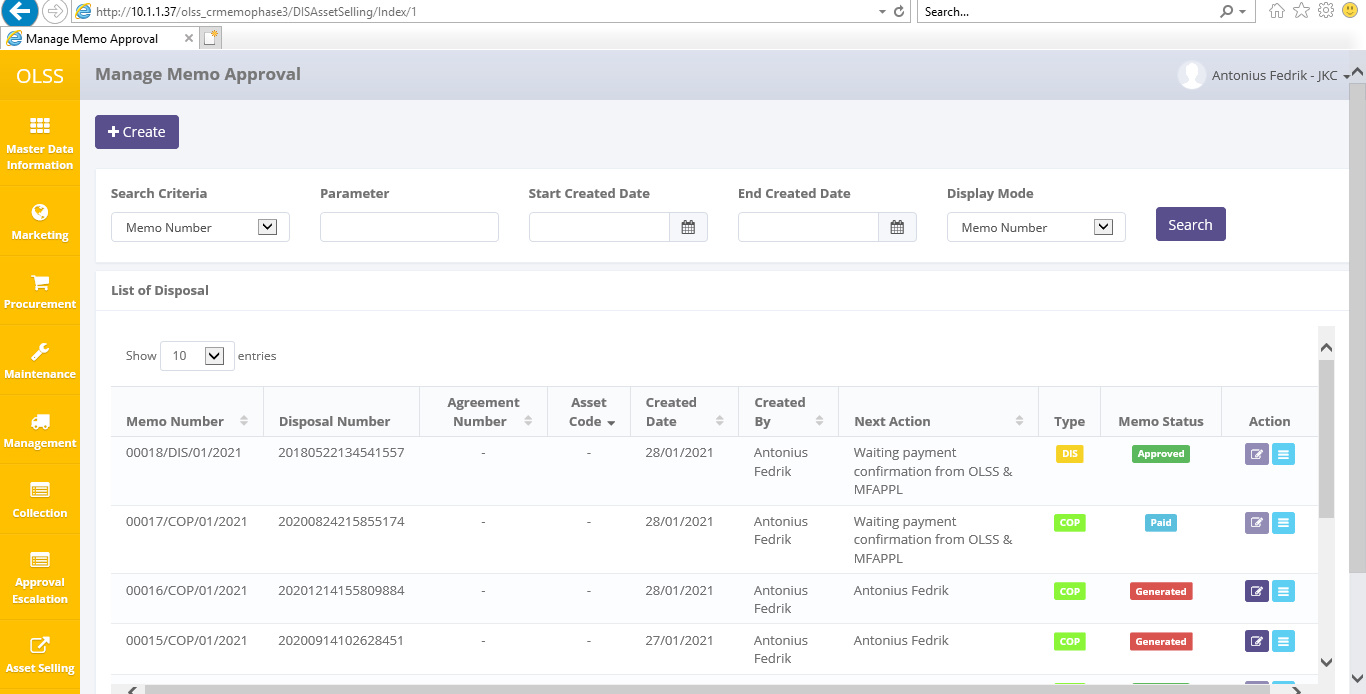 http://10.1.1.37/olss_crmemophase3/DISAssetSelling/Index/1
Search...
Manage Memo Approval
OLSS
Manage Memo Approval
Antonius Fedrik - JKC
Master Data
Information
Marketing
Procurement
Maintenance
Management
Collection
Approval
Escalation
Asset Selling
Create
Search Criteria Parameter Start Created Date End Created Date Display Mode
Memo Number Memo Number Search
List of Disposal
Show 10 entries
Memo Number Disposal Number Agreement Number Asset Code Created Date Created By Next Action Type Memo Status Action
00018/DIS/01/2021 20180522134541557 - - 28/01/2021 Antonius Waiting payment DIS Approved
Fedrik confirmation from OLSS &
MFAPPL
00017/COP/01/2021 20200824215855174 - - 28/01/2021 Antonius Waiting payment COP Paid
Fedrik confirmation from OLSS &
MFAPPL
00016/COP/01/2021 20201214155809884 - - 28/01/2021 Antonius Antonius Fedrik COP Generated
Fedrik
00015/COP/01/2021 20200914102628451 - - 27/01/2021 Antonius Antonius Fedrik COP Generated
Fedrik